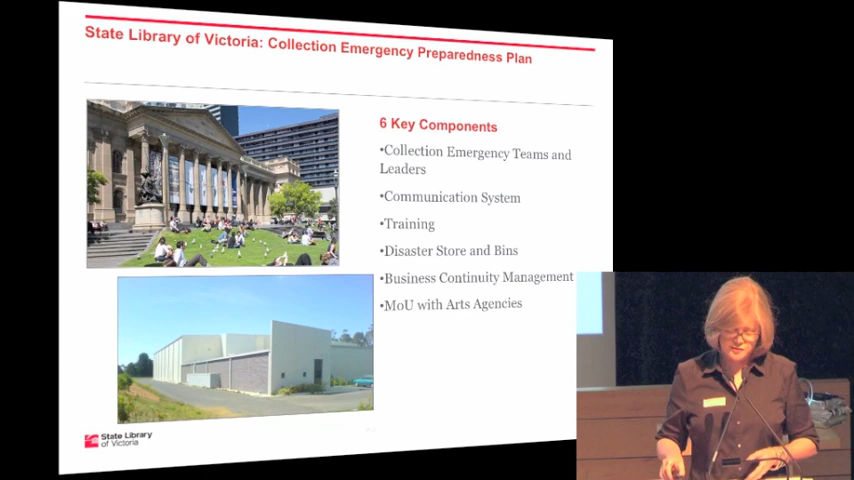 State Library of Victoria: Collection Emergency Preparedness Plan
6 Key Components
•Collection Emergency Teams and
Leaders
•Communication System
•Training
•Disaster Store and Bins
•Business Continuity Management
•MoU with Arts Agencies
State Library
of Victoria